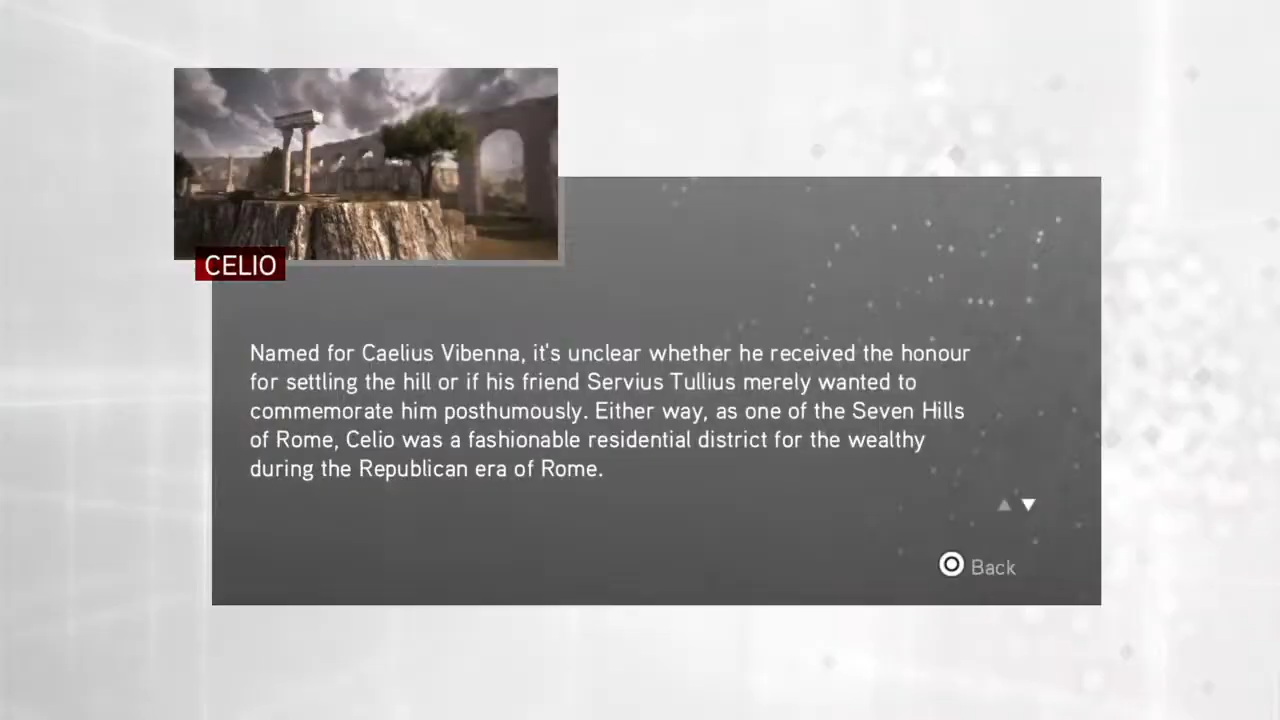 CELIO
Named for Caelius Vibenna, it's unclear whether he received the honour
for settling the hill or if his friend Servius Tullius merely wanted to
commemorate him posthumously. Either way, as one of the Seven Hills
of Rome, Celio was a fashionable residential district for the wealthy
during the Republican era of Rome.
Back